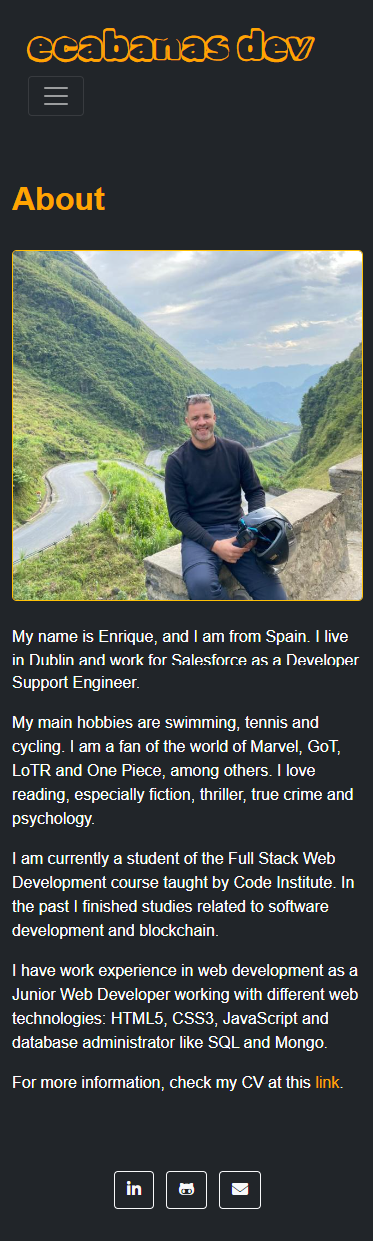 ecabanas dev
About
My name is Enrique, and I am from Spain. I live
in Dublin and work for Salesforce as a Developer
Support Engineer.
My main hobbies are swimming, tennis and
cycling. I am a fan of the world of Marvel, GoT,
LoTR and One Piece, among others. I love
reading, especially fiction, thriller, true crime and
psychology.
I am currently a student of the Full Stack Web
Development course taught by Code Institute. In
the past I finished studies related to software
development and blockchain.
I have work experience in web development as a
Junior Web Developer working with different web
technologies: HTML5, CSS3, JavaScript and
database administrator like SQL and Mongo.
For more information, check my CV at this link.
in